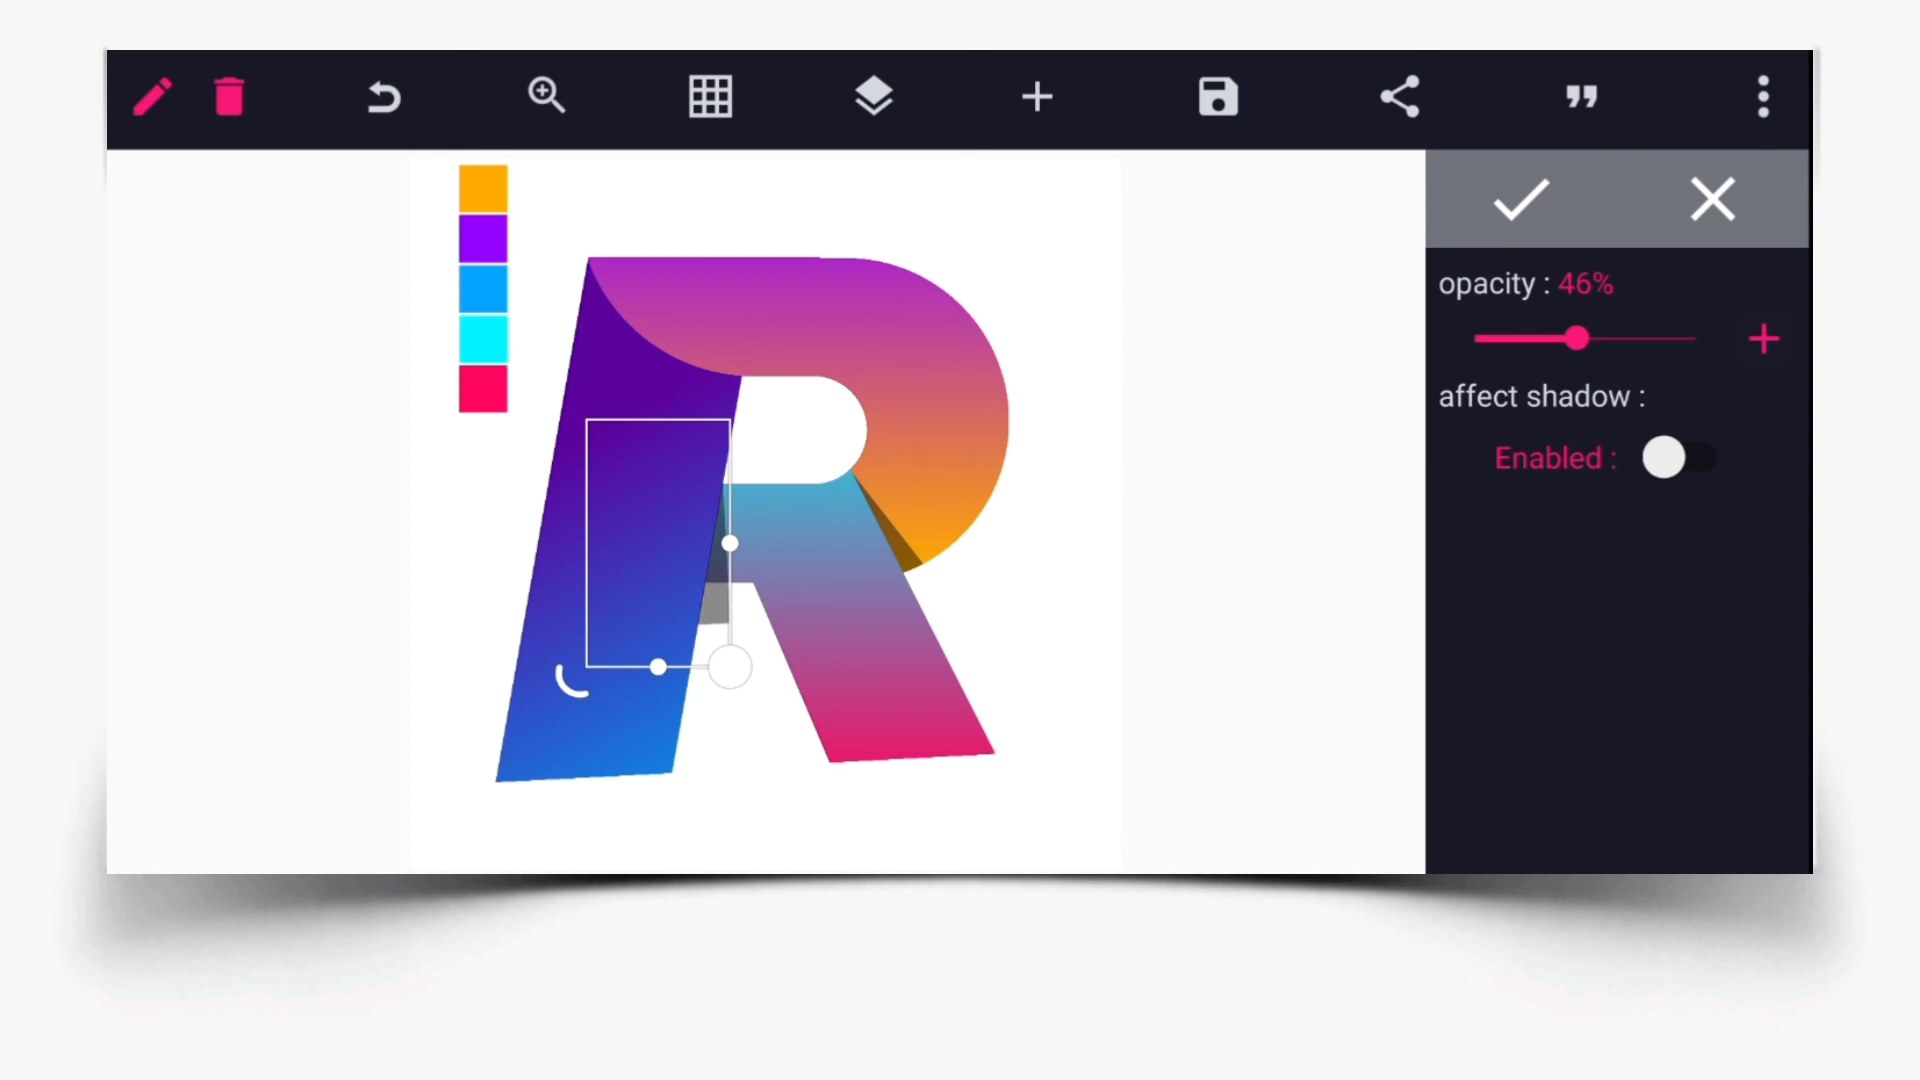 opacity : 46%
affect shadow :
Enabled :
R